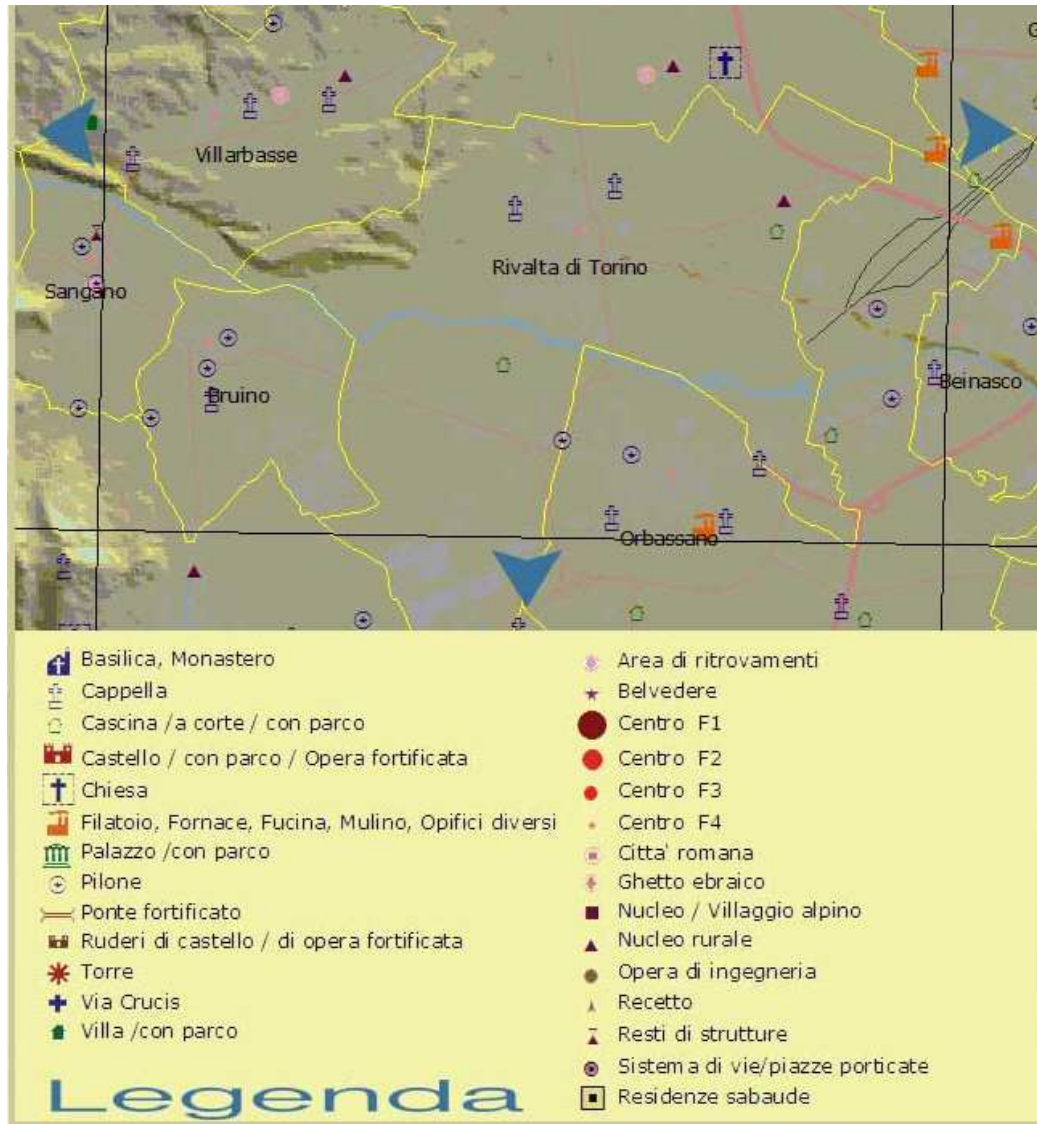 G
Villarbasse
Rivalta di Torino
Sangano
Bruino
Beinasco
Orbassano
Basilica, Monastero
Cappella
Cascina /a corte / con parco
Castello / con parco / Opera fortificata
Chiesa
Filatoio, Fornace, Fucina, Mulino, Opifici diversi
Palazzo /con parco
Pilone
Ponte fortificato
Ruderi di castello / di opera fortificata
Torre
Via Crucis
Villa /con parco
Legenda
Area di ritrovamenti
Belvedere
Centro F1
Centro F2
Centro F3
Centro F4
Citta' romana
Ghetto ebraico
Nucleo / Villaggio alpino
Nucleo rurale
Opera di ingegneria
Recetto
Resti di strutture
Sistema di vie/piazze porticate
Residenze sabaude